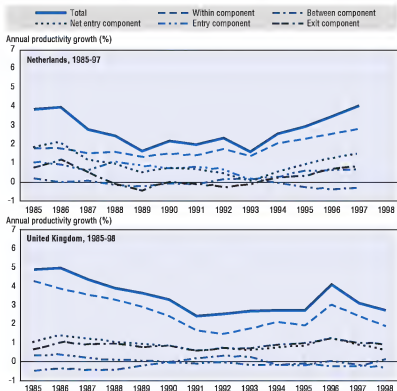 Total Within component Between component
Net entry component Entry component Exit component
Annual productivity growth (%)
7
Netherlands, 1985-97
6
5
4
3
2
1
0
-1
1985 1986 1987 1988 1989 1990 1991 1992 1993 1994 1995 1996 1997 1998
Annual productivity growth (%)
7
United Kingdom, 1985-98
6
5
4
3
2
1
0
-1
1985 1986 1987 1988 1989 1990 1991 1992 1993 1994 1995 1996 1997 1998